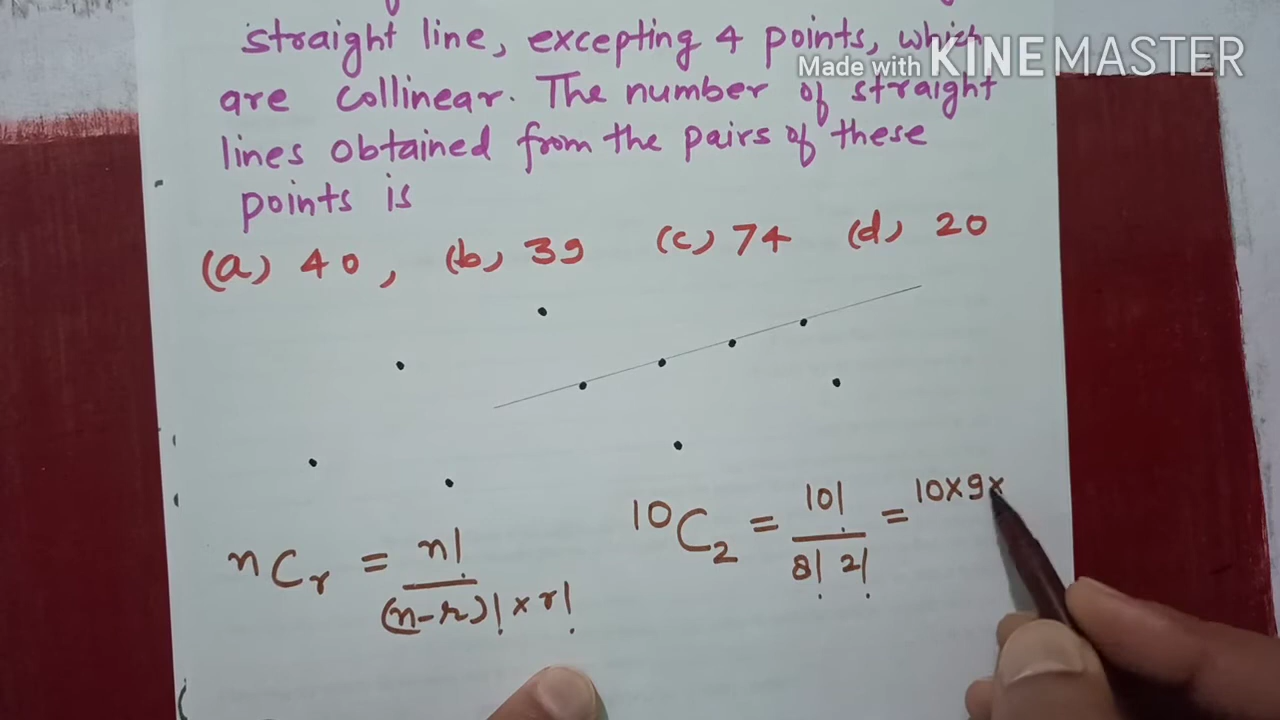 straight line, excepting 4 points, which
Made with KINEMASTER
are collinear. The number of straight
lines obtained from the pairs of these
points is
(a) 40, (b) 39 (c) 74 (d) 20
10C2 = 10! / 8! 2! = 10×9×
nCr = n! / (n-r)! × r!